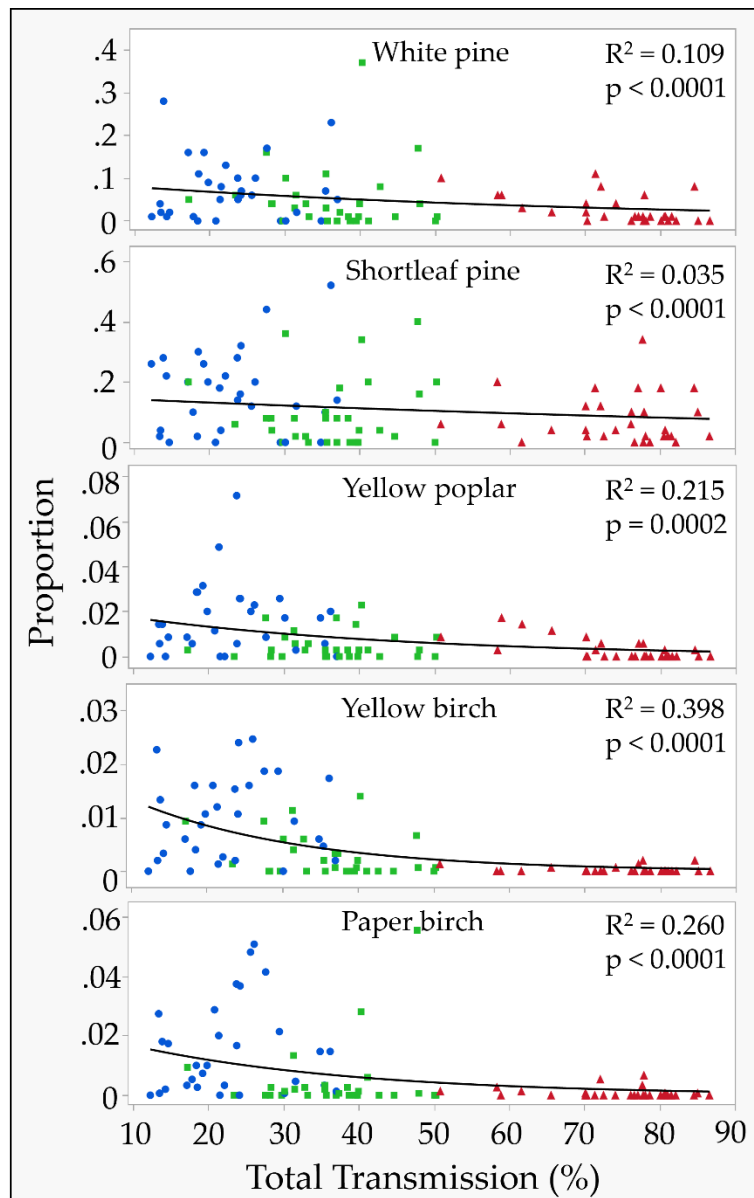 White pine
R² = 0.109
p < 0.0001
.4
.3
.2
.1
0
Shortleaf pine
R² = 0.035
p < 0.0001
.6
.4
.2
0
Yellow poplar
R² = 0.215
p = 0.0002
.08
.06
.04
.02
0
Yellow birch
R² = 0.398
p < 0.0001
.03
.02
.01
0
Paper birch
R² = 0.260
p < 0.0001
.06
.04
.02
0
Proportion
10 20 30 40 50 60 70 80 90
Total Transmission (%)